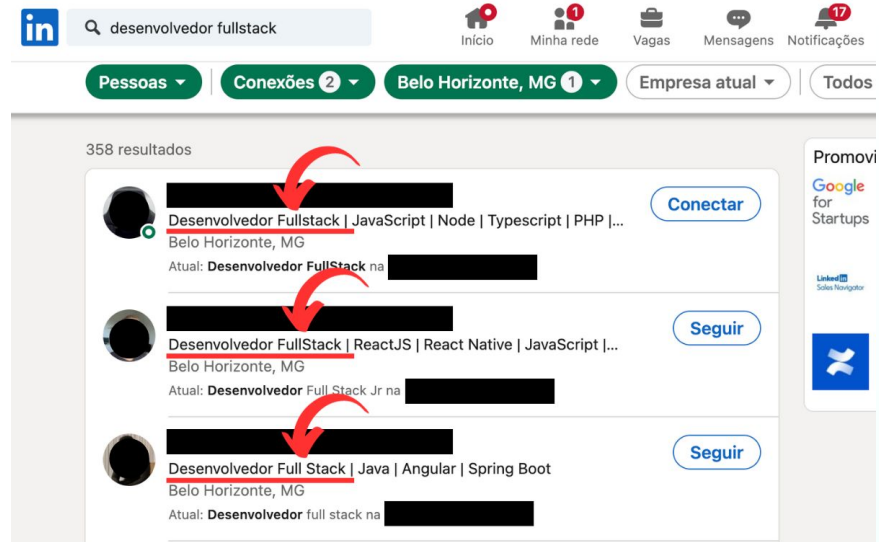 in
desenvolvedor fullstack
Início
1
Minha rede
Vagas
Mensagens
17
Notificações
Pessoas
Conexões 2
Belo Horizonte, MG 1
Empresa atual
Todos
358 resultados
Desenvolvedor Fullstack | JavaScript | Node | Typescript | PHP |...
Belo Horizonte, MG
Atual: Desenvolvedor FullStack na
Conectar
Desenvolvedor FullStack | ReactJS | React Native | JavaScript |...
Belo Horizonte, MG
Atual: Desenvolvedor Full Stack Jr na
Seguir
Desenvolvedor Full Stack | Java | Angular | Spring Boot
Belo Horizonte, MG
Atual: Desenvolvedor full stack na
Seguir
Promovi
Google
for
Startups
Linkedin
Sales Navigator